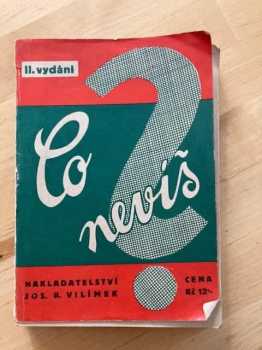 II. vydání
Co
nevíš
?
NAKLADATELSTVÍ
JOS. R. VILÍMEK
CENA
Kč 12·-